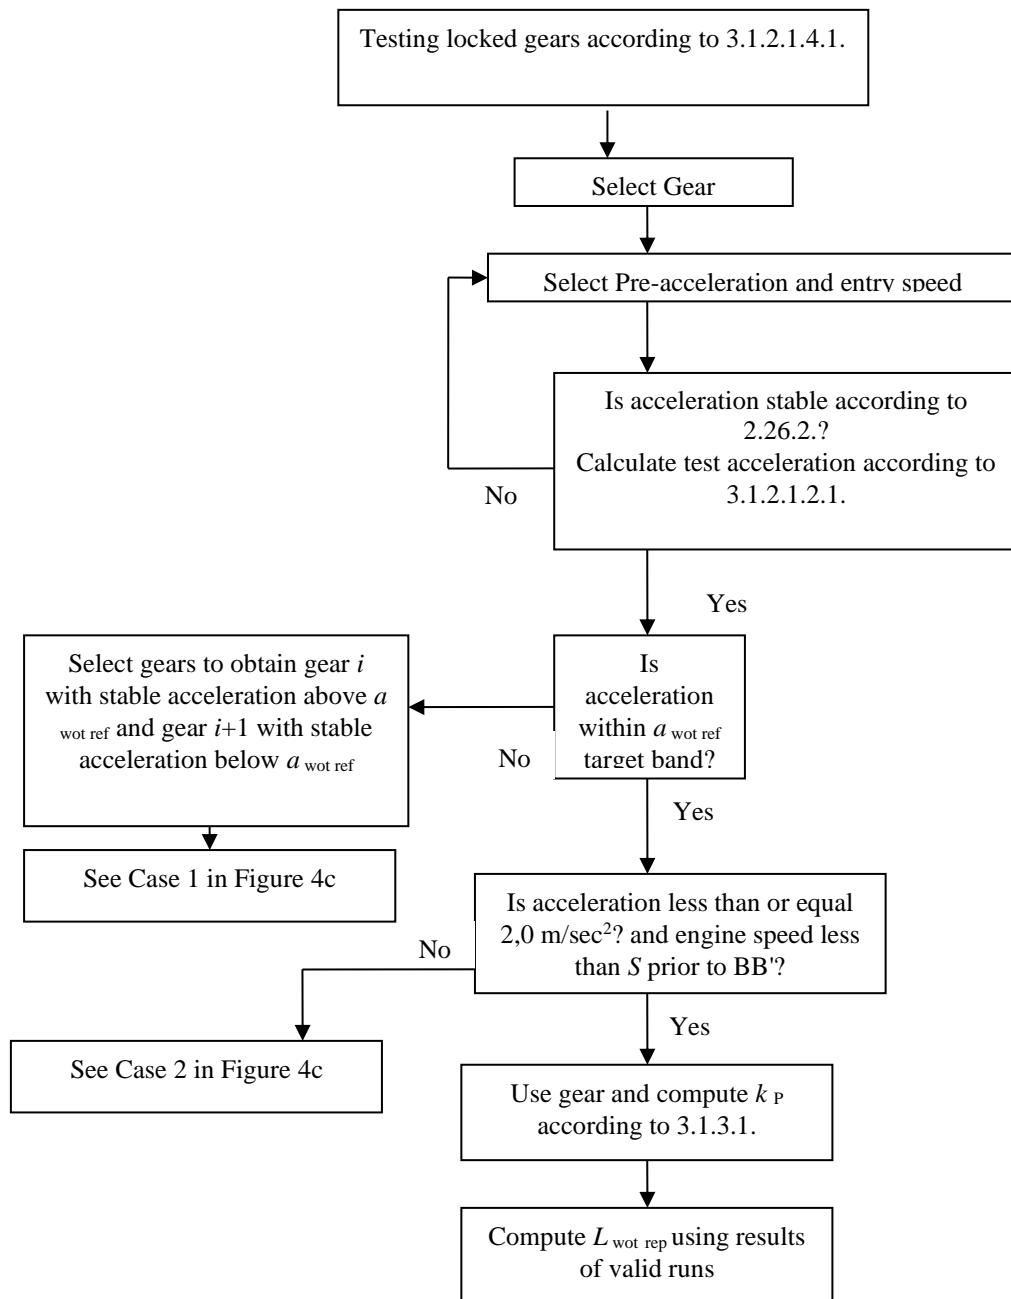 Testing locked gears according to 3.1.2.1.4.1.
Select Gear
Select Pre-acceleration and entry speed
Is acceleration stable according to
2.26.2.?
Calculate test acceleration according to
3.1.2.1.2.1.
No
Yes
Select gears to obtain gear i
with stable acceleration above a
wot ref and gear i+1 with stable
acceleration below a wot ref
Is
acceleration
within a wot ref
target band?
No
Yes
See Case 1 in Figure 4c
Is acceleration less than or equal
2,0 m/sec²? and engine speed less
than S prior to BB'?
No
Yes
See Case 2 in Figure 4c
Use gear and compute k P
according to 3.1.3.1.
Compute L wot rep using results
of valid runs